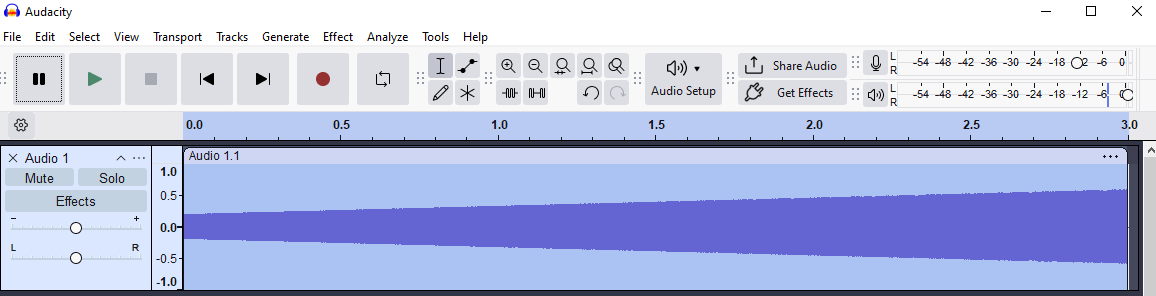 Audacity
File Edit Select View Transport Tracks Generate Effect Analyze Tools Help
Audio Setup
Share Audio
Get Effects
L
R
-54 -48 -42 -36 -30 -24 -18 2 -6 0
L
R
-54 -48 -42 -36 -30 -24 -18 -12 -6
0.0 0.5 1.0 1.5 2.0 2.5 3.0
Audio 1
Mute Solo
Effects
- +
L R
Audio 1.1
1.0
0.5
0.0
-0.5
-1.0